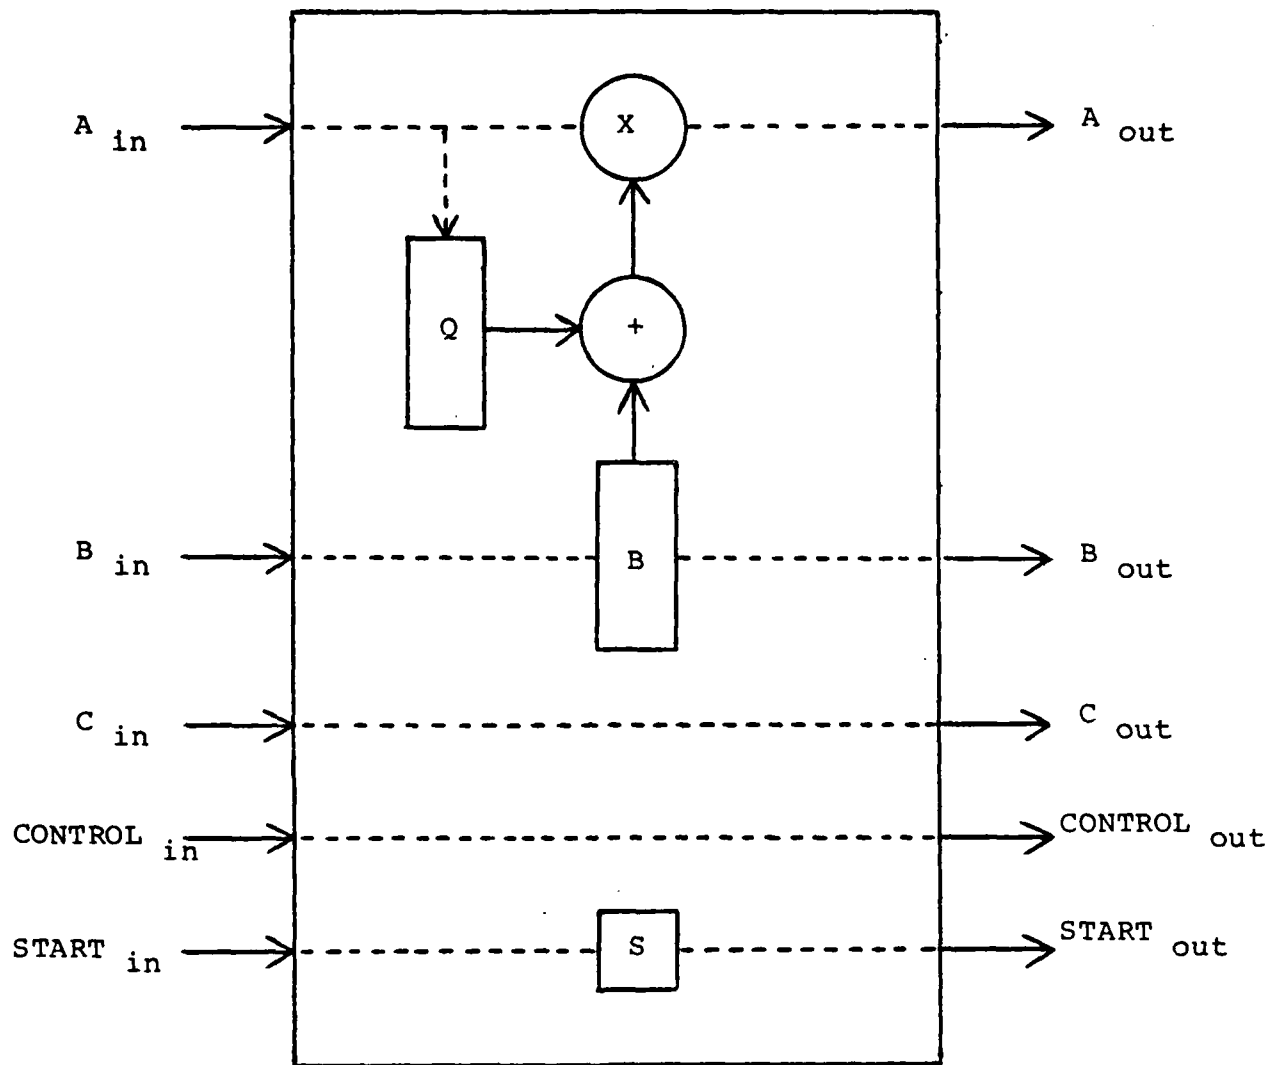 A in X A out
Q +
B in B B out
C in C out
CONTROL in CONTROL out
START in S START out